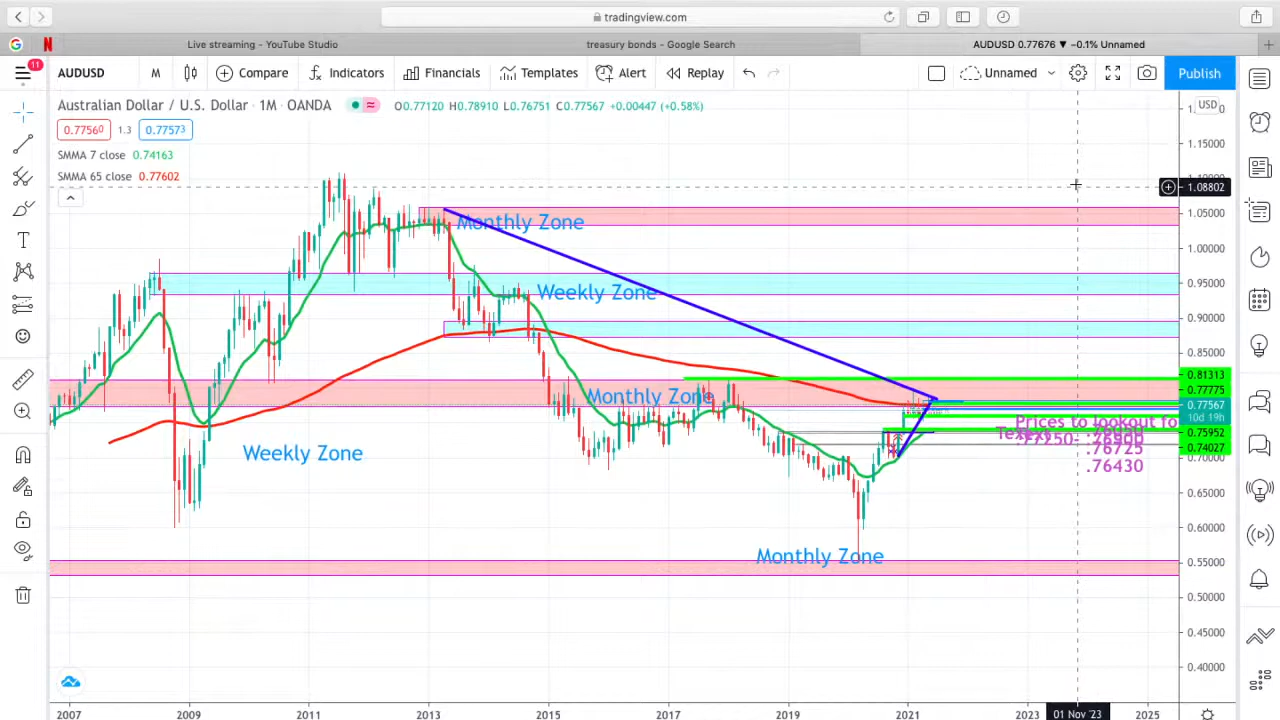 tradingview.com
Live streaming - YouTube Studio
treasury bonds - Google Search
AUDUSD 0.77676 ▼ −0.1% Unnamed
11
AUDUSD
M
Compare
Indicators
Financials
Templates
Alert
Replay
Unnamed
Publish
Australian Dollar / U.S. Dollar · 1M · OANDA
O0.77120 H0.78910 L0.76751 C0.77567 +0.00447 (+0.58%)
USD
0.77560
1.3
0.77573
SMMA 7 close 0.74163
SMMA 65 close 0.77602
1.15000
1.08802
1.05000
1.00000
0.95000
0.90000
0.85000
0.81313
0.77775
0.77567
10d 19h
0.75952
0.74027
0.70000
0.65000
0.60000
0.55000
0.50000
0.45000
0.40000
Monthly Zone
Weekly Zone
Monthly Zone
Prices to lookout fo
.76725
.76430
Weekly Zone
Monthly Zone
2007
2009
2011
2013
2015
2017
2019
2021
2023
01 Nov '23
2025